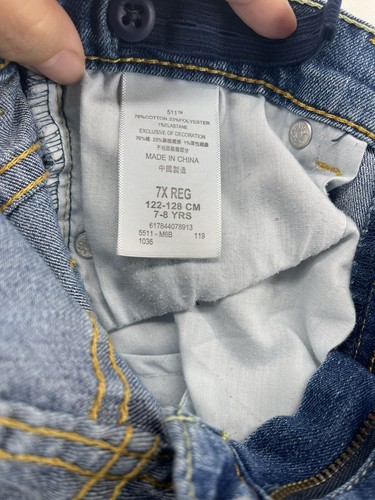 511™
EXCLUSIVE OF DECORATION
MADE IN CHINA
中國製造
7X REG
122-128 CM
7-8 YRS
617844078913
5511 - M6B 119
1036